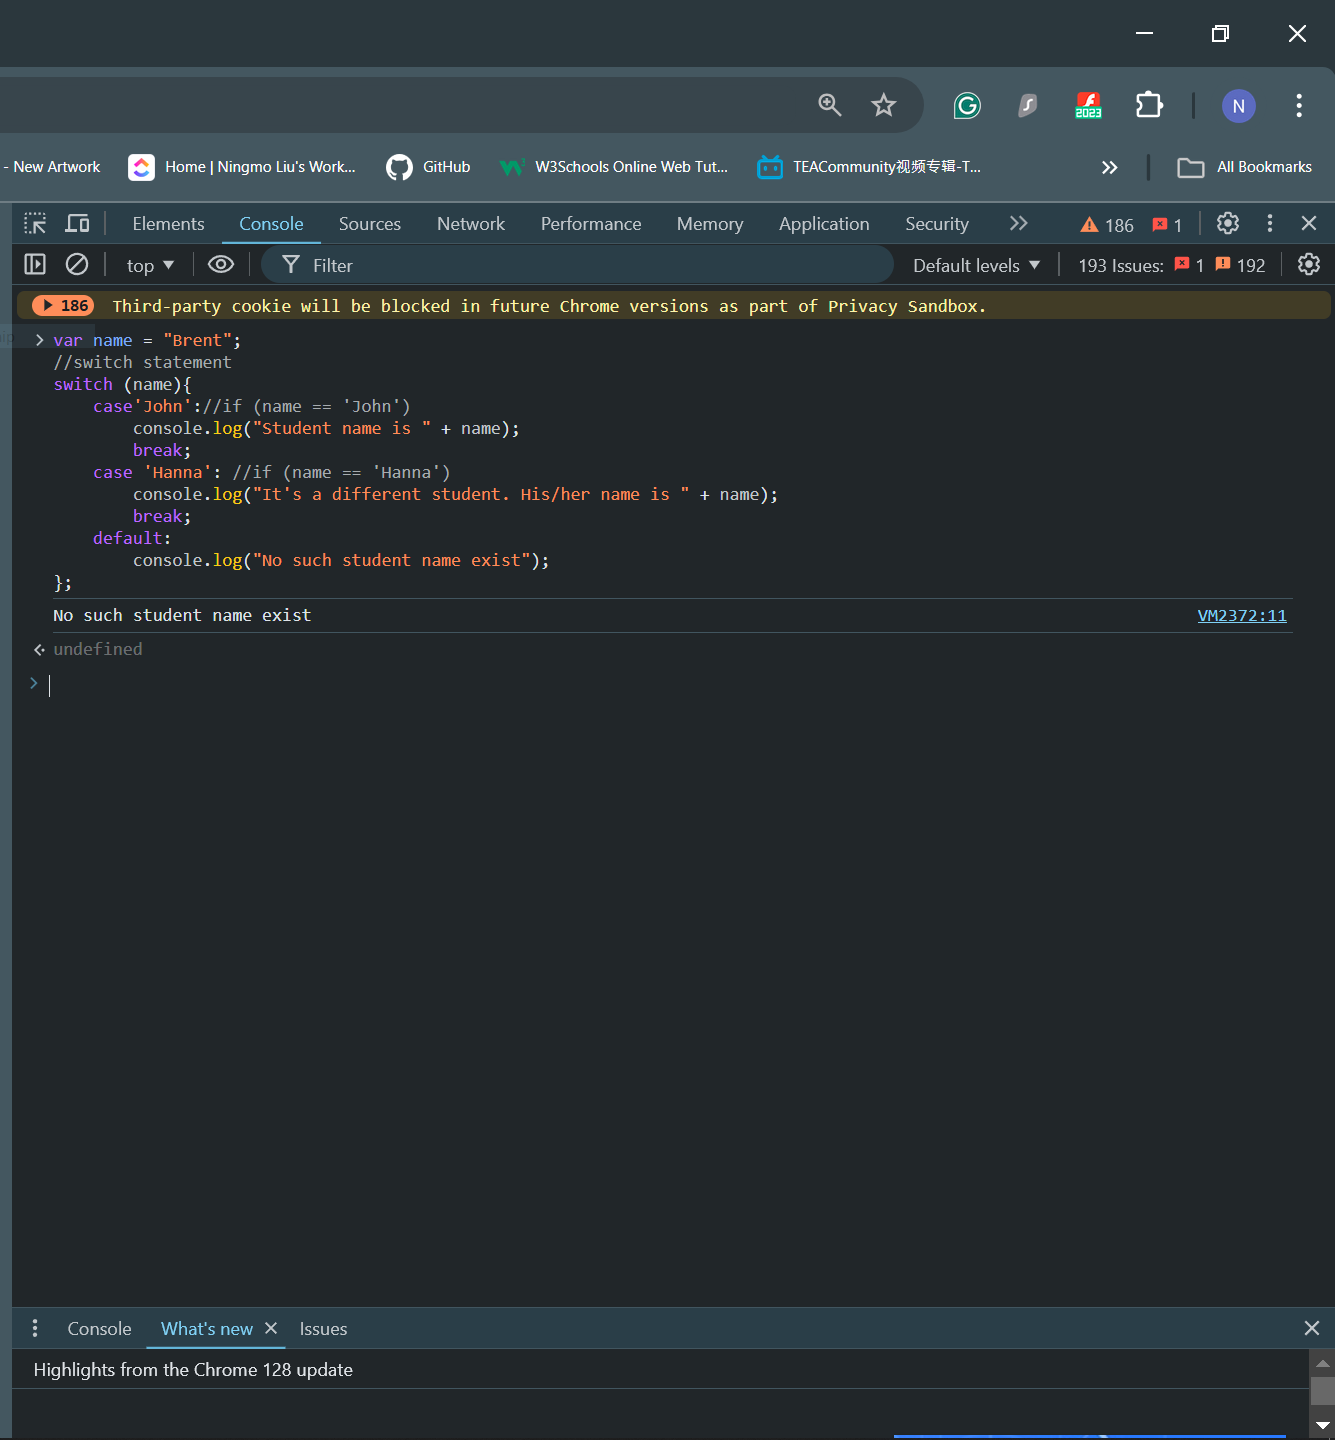 N
- New Artwork
Home | Ningmo Liu's Work...
GitHub
W3Schools Online Web Tut...
TEACommunity视频专辑-T...
All Bookmarks
Elements
Console
Sources
Network
Performance
Memory
Application
Security
186
1
top
Filter
Default levels
193 Issues:
1
192
186
Third-party cookie will be blocked in future Chrome versions as part of Privacy Sandbox.
var name = "Brent";
//switch statement
switch (name){
    case'John'://if (name == 'John')
        console.log("Student name is " + name);
        break;
    case 'Hanna': //if (name == 'Hanna')
        console.log("It's a different student. His/her name is " + name);
        break;
    default:
        console.log("No such student name exist");
};
No such student name exist
VM2372:11
undefined
Console
What's new
Issues
Highlights from the Chrome 128 update